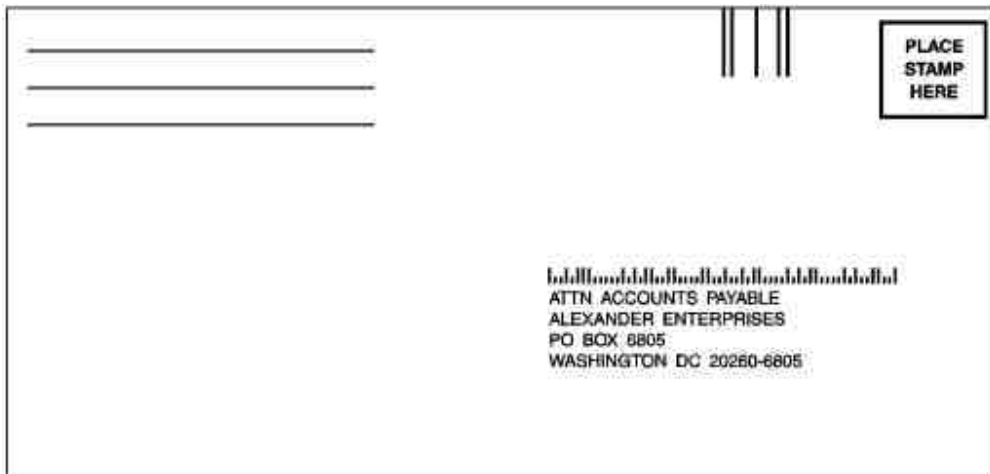 PLACE
STAMP
HERE
ATTN ACCOUNTS PAYABLE
ALEXANDER ENTERPRISES
PO BOX 6805
WASHINGTON DC 20260-6805